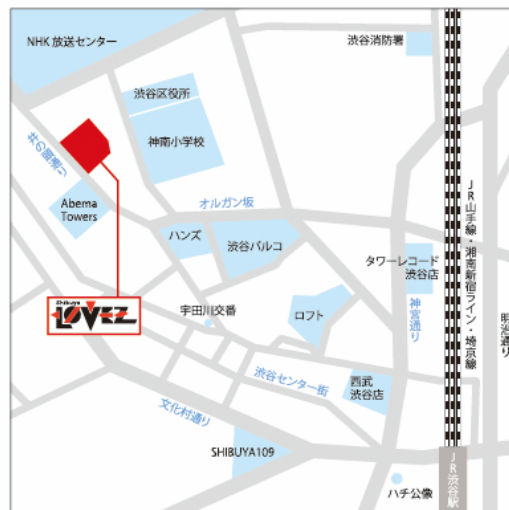 NHK 放送センター
渋谷消防署
渋谷区役所
神南小学校
井の頭通り
Abema
Towers
オルガン坂
ハンズ
渋谷パルコ
タワーレコード
渋谷店
JR山手線・湘南新宿ライン・埼京線
明治通り
神宮通り
Shibuya
LOVEZ
宇田川交番
ロフト
渋谷センター街
西武
渋谷店
文化村通り
SHIBUYA109
ハチ公像
JR渋谷駅